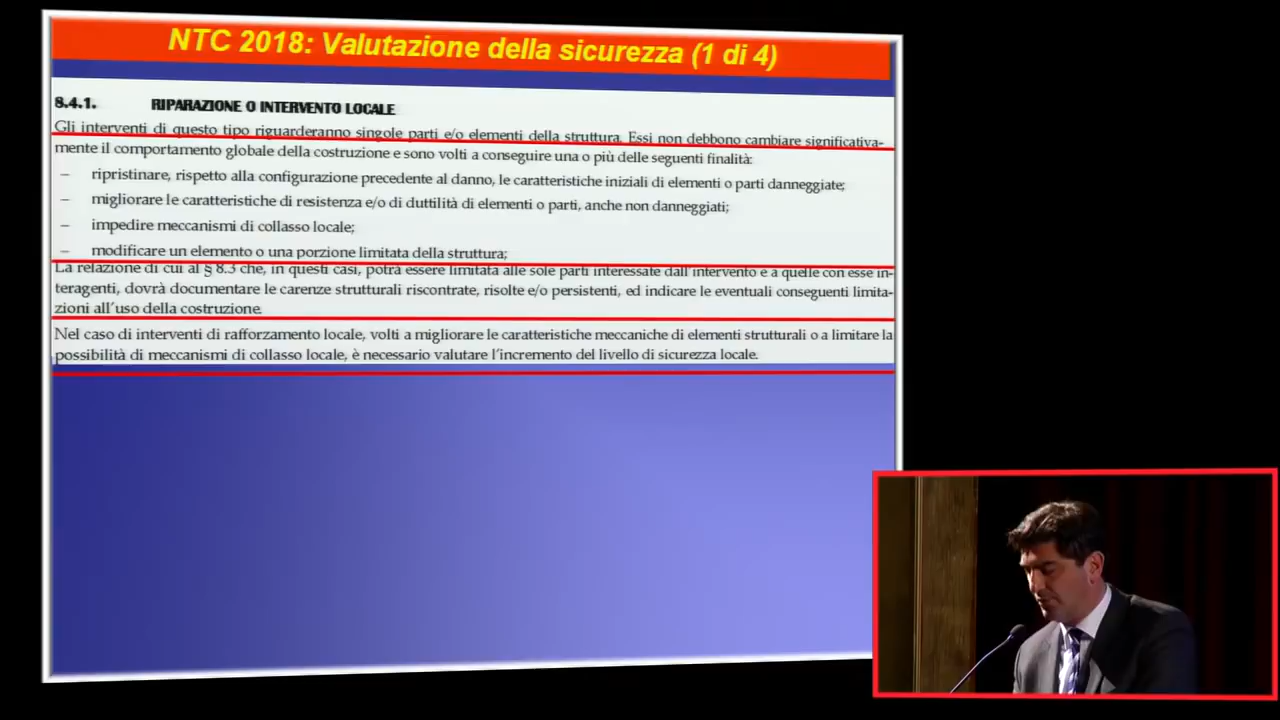 NTC 2018: Valutazione della sicurezza (1 di 4)
8.4.1. RIPARAZIONE O INTERVENTO LOCALE
Gli interventi di questo tipo riguarderanno singole parti e/o elementi della struttura. Essi non debbono cambiare significativa-
mente il comportamento globale della costruzione e sono volti a conseguire una o più delle seguenti finalità:
– ripristinare, rispetto alla configurazione precedente al danno, le caratteristiche iniziali di elementi o parti danneggiate;
– migliorare le caratteristiche di resistenza e/o di duttilità di elementi o parti, anche non danneggiati;
– impedire meccanismi di collasso locale;
– modificare un elemento o una porzione limitata della struttura;
La relazione di cui al § 8.3 che, in questi casi, potrà essere limitata alle sole parti interessate dall'intervento e a quelle con esse in-
teragenti, dovrà documentare le carenze strutturali riscontrate, risolte e/o persistenti, ed indicare le eventuali conseguenti limita-
zioni all'uso della costruzione.
Nel caso di interventi di rafforzamento locale, volti a migliorare le caratteristiche meccaniche di elementi strutturali o a limitare la
possibilità di meccanismi di collasso locale, è necessario valutare l'incremento del livello di sicurezza locale.